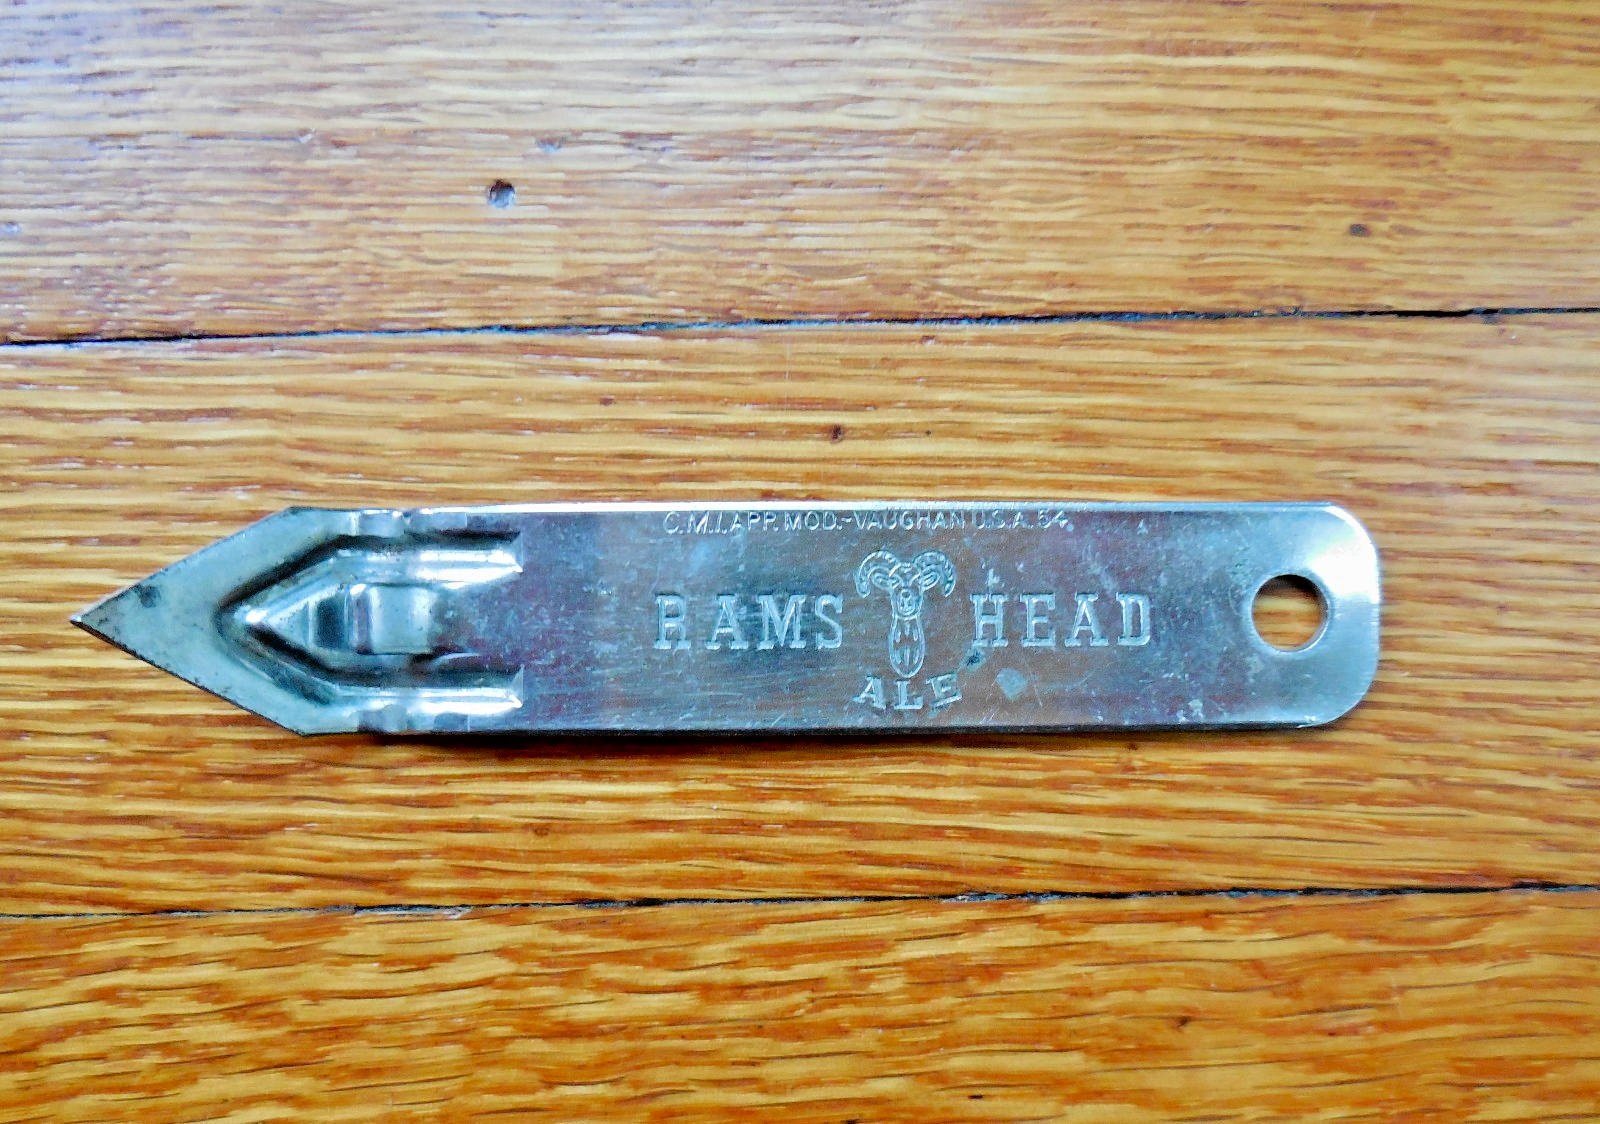 C.M.I. APP. MOD.-VAUGHAN U.S.A. 54
RAMS HEAD
ALE